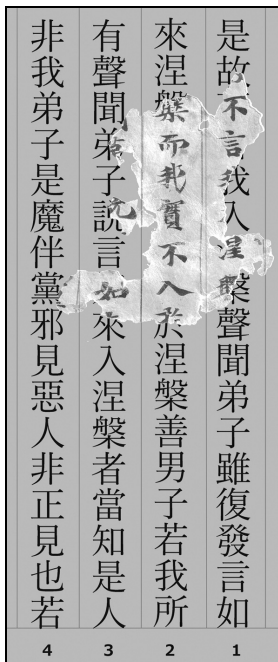 是故不言我入涅槃聲聞弟子雖復發言如
來涅槃而我實不入於涅槃善男子若我所
有聲聞弟子說言如來入涅槃者當知是人
非我弟子是魔伴黨邪見惡人非正見也若
4 3 2 1